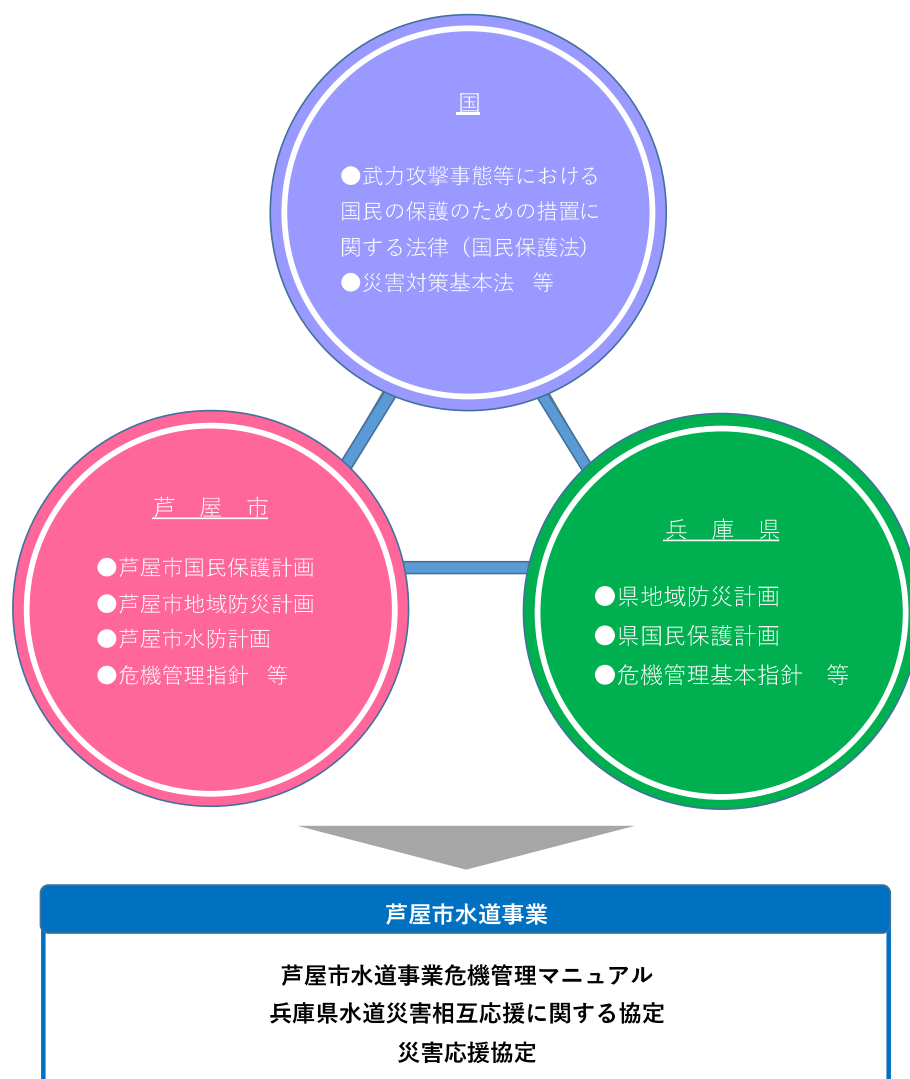 国
●武力攻撃事態等における
国民の保護のための措置に
関する法律（国民保護法）
●災害対策基本法　等
芦　屋　市
●芦屋市国民保護計画
●芦屋市地域防災計画
●芦屋市水防計画
●危機管理指針　等
兵　庫　県
●県地域防災計画
●県国民保護計画
●危機管理基本指針　等
芦屋市水道事業
芦屋市水道事業危機管理マニュアル
兵庫県水道災害相互応援に関する協定
災害応援協定